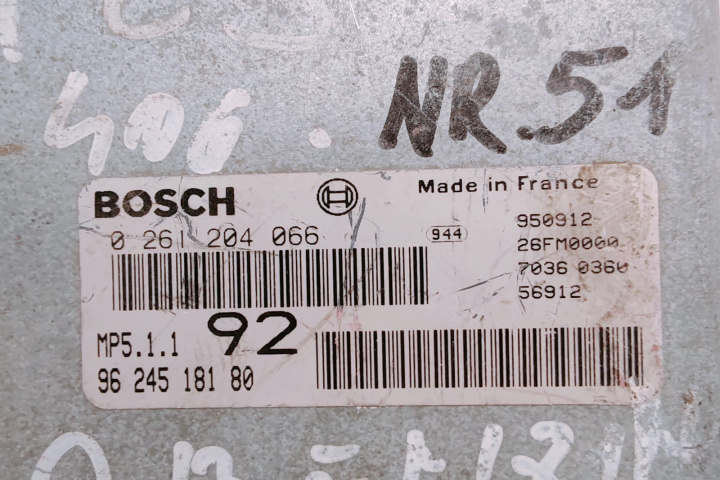 406.
NR.51
BOSCH
Made in France
0 261 204 066
944
950912
26FM0000
7036 0360
56912
MP5.1.1
92
96 245 181 80